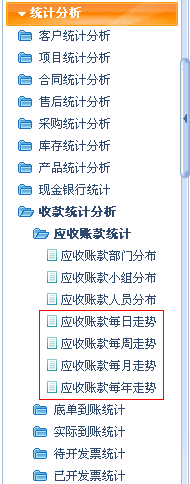 统计分析
客户统计分析
项目统计分析
合同统计分析
售后统计分析
采购统计分析
库存统计分析
产品统计分析
现金银行统计
收款统计分析
应收账款统计
应收账款部门分布
应收账款小组分布
应收账款人员分布
应收账款每日走势
应收账款每周走势
应收账款每月走势
应收账款每年走势
底单到账统计
实际到账统计
待开发票统计
已开发票统计